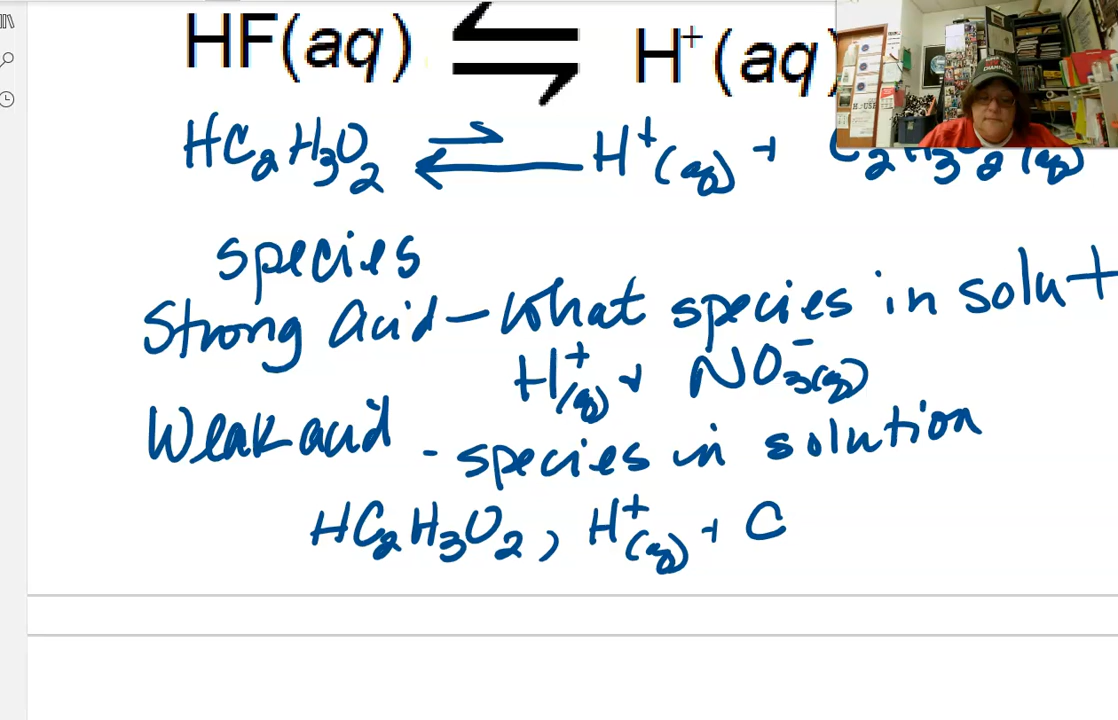 HF(aq) ⇌ H⁺(aq)
HC₂H₃O₂ ⇌ H⁺(aq) + C₂H₃O₂(aq)
species
Strong Acid – What species in solut
H⁺(aq) + NO₃⁻(aq)
Weak acid - species in solution
HC₂H₃O₂, H⁺(aq) + C